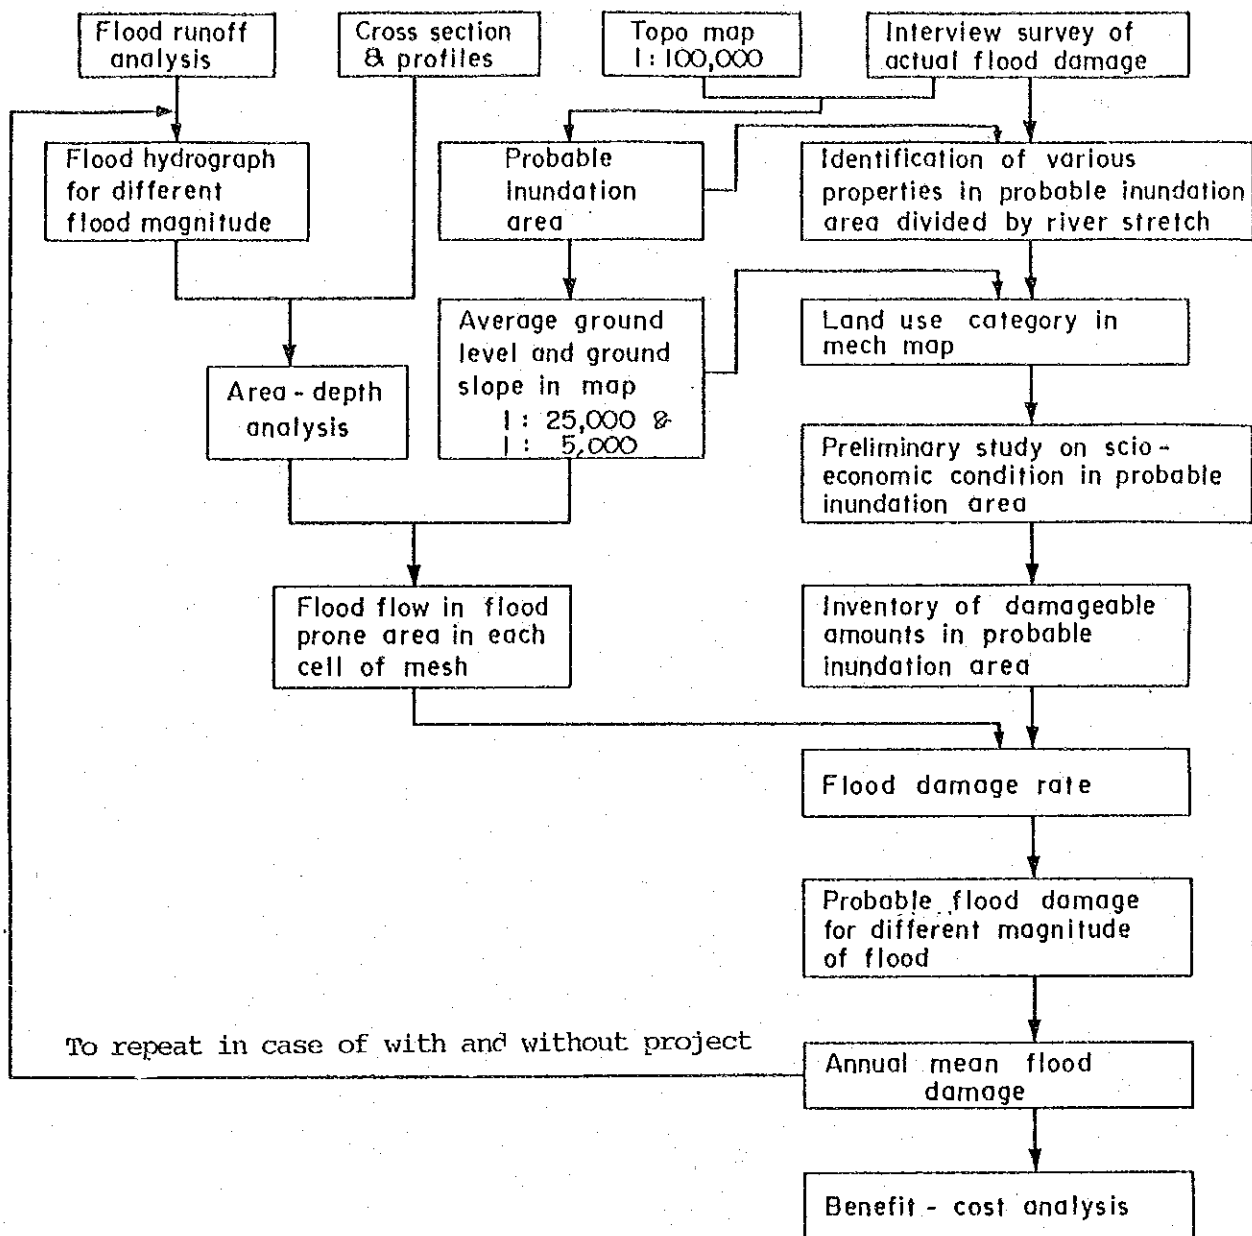 Flood runoff
analysis
Cross section
& profiles
Topo map
1:100,000
Interview survey of
actual flood damage
Flood hydrograph
for different
flood magnitude
Probable
inundation
area
Identification of various
properties in probable inundation
area divided by river stretch
Average ground
level and ground
slope in map
1 : 25,000 &
1 : 5,000
Land use category in
mech map
Area - depth
analysis
Preliminary study on scio -
economic condition in probable
inundation area
Flood flow in flood
prone area in each
cell of mesh
Inventory of damageable
amounts in probable
inundation area
Flood damage rate
Probable flood damage
for different magnitude
of flood
To repeat in case of with and without project
Annual mean flood
damage
Benefit - cost analysis